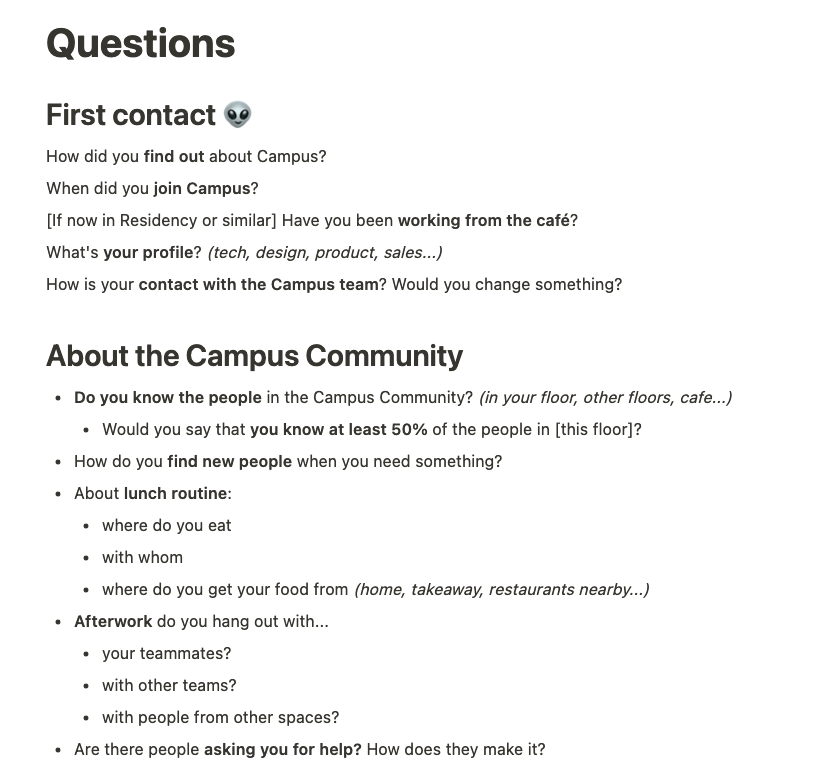 Questions
First contact 👽
How did you find out about Campus?
When did you join Campus?
[If now in Residency or similar] Have you been working from the café?
What's your profile? (tech, design, product, sales...)
How is your contact with the Campus team? Would you change something?
About the Campus Community
• Do you know the people in the Campus Community? (in your floor, other floors, cafe...)
• Would you say that you know at least 50% of the people in [this floor]?
• How do you find new people when you need something?
• About lunch routine:
• where do you eat
• with whom
• where do you get your food from (home, takeaway, restaurants nearby...)
• Afterwork do you hang out with...
• your teammates?
• with other teams?
• with people from other spaces?
• Are there people asking you for help? How does they make it?